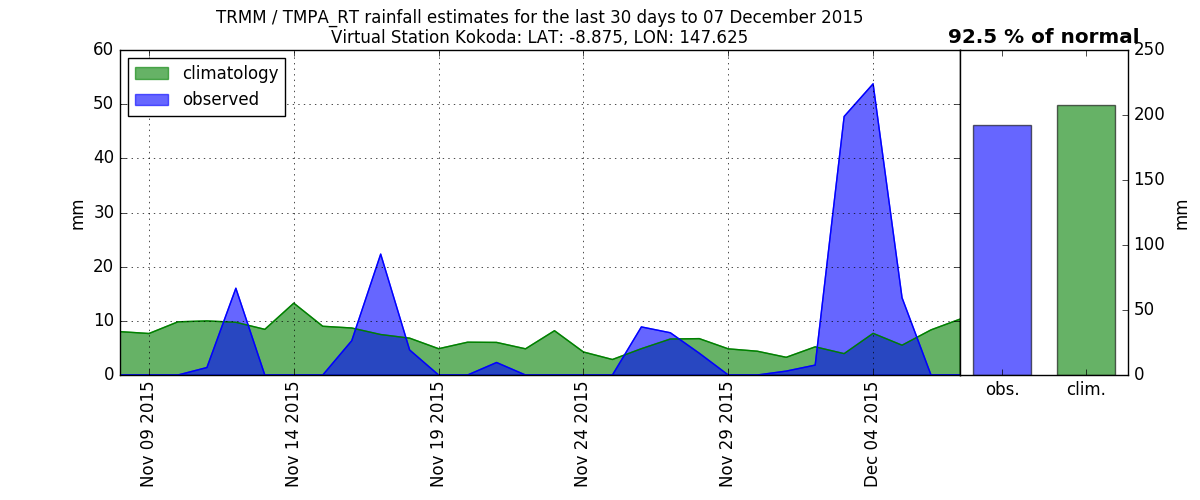 TRMM / TMPA_RT rainfall estimates for the last 30 days to 07 December 2015
Virtual Station Kokoda: LAT: -8.875, LON: 147.625
92.5 % of normal
climatology
observed
60
50
40
30
20
10
0
mm
Nov 09 2015
Nov 14 2015
Nov 19 2015
Nov 24 2015
Nov 29 2015
Dec 04 2015
250
200
150
100
50
0
mm
obs.
clim.